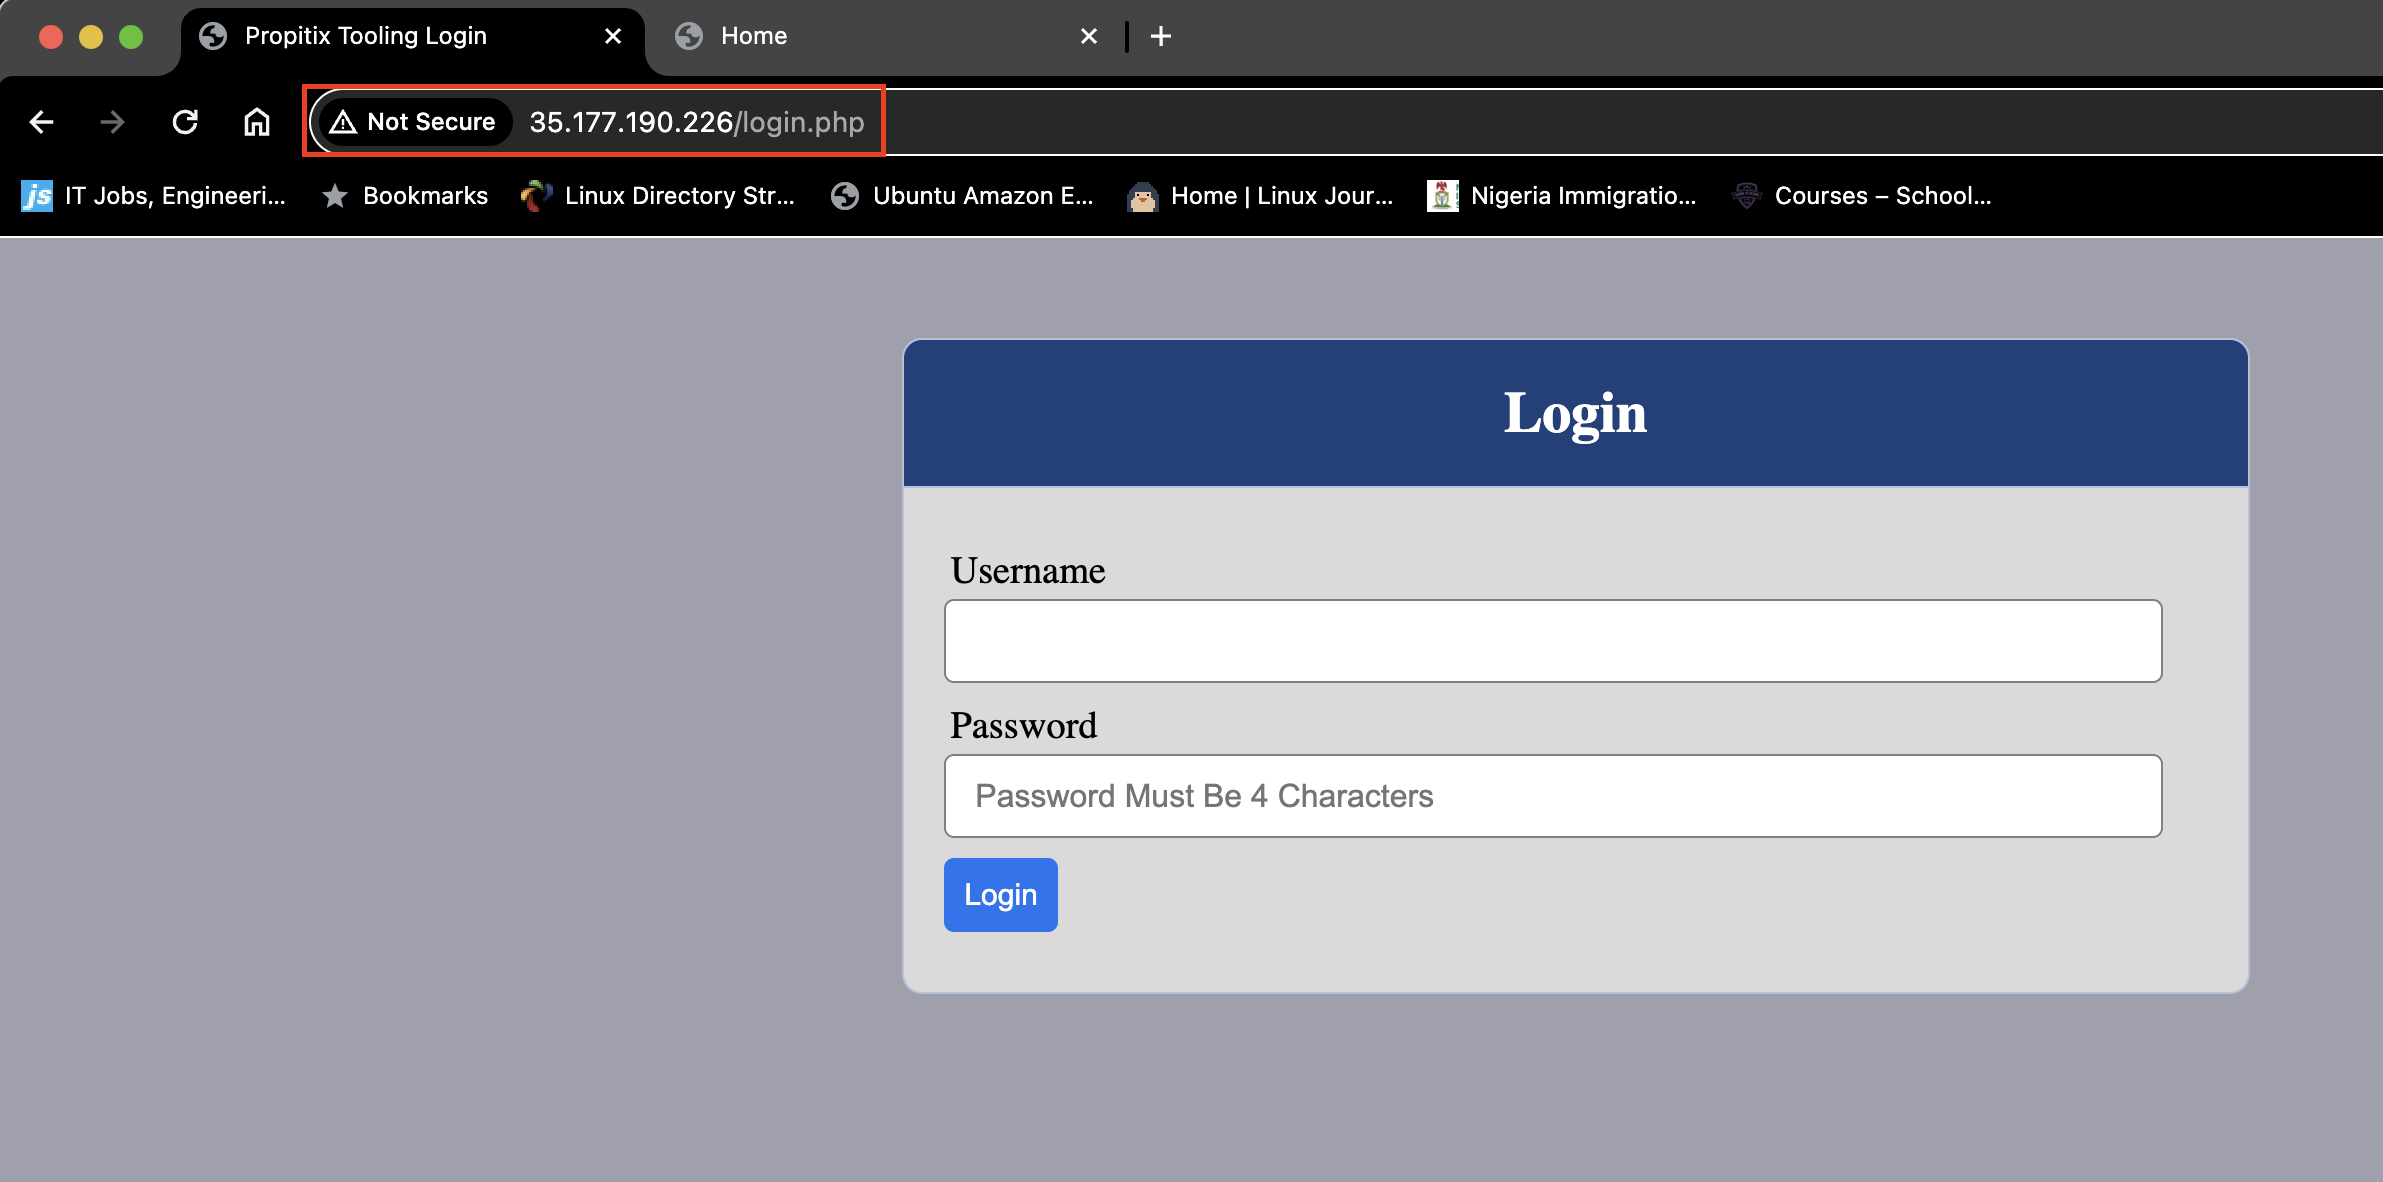 Propitix Tooling Login
Home
Not Secure
35.177.190.226/login.php
js IT Jobs, Engineeri...
Bookmarks
Linux Directory Str...
Ubuntu Amazon E...
Home | Linux Jour...
Nigeria Immigratio...
Courses – School...
Login
Username
Password
Password Must Be 4 Characters
Login